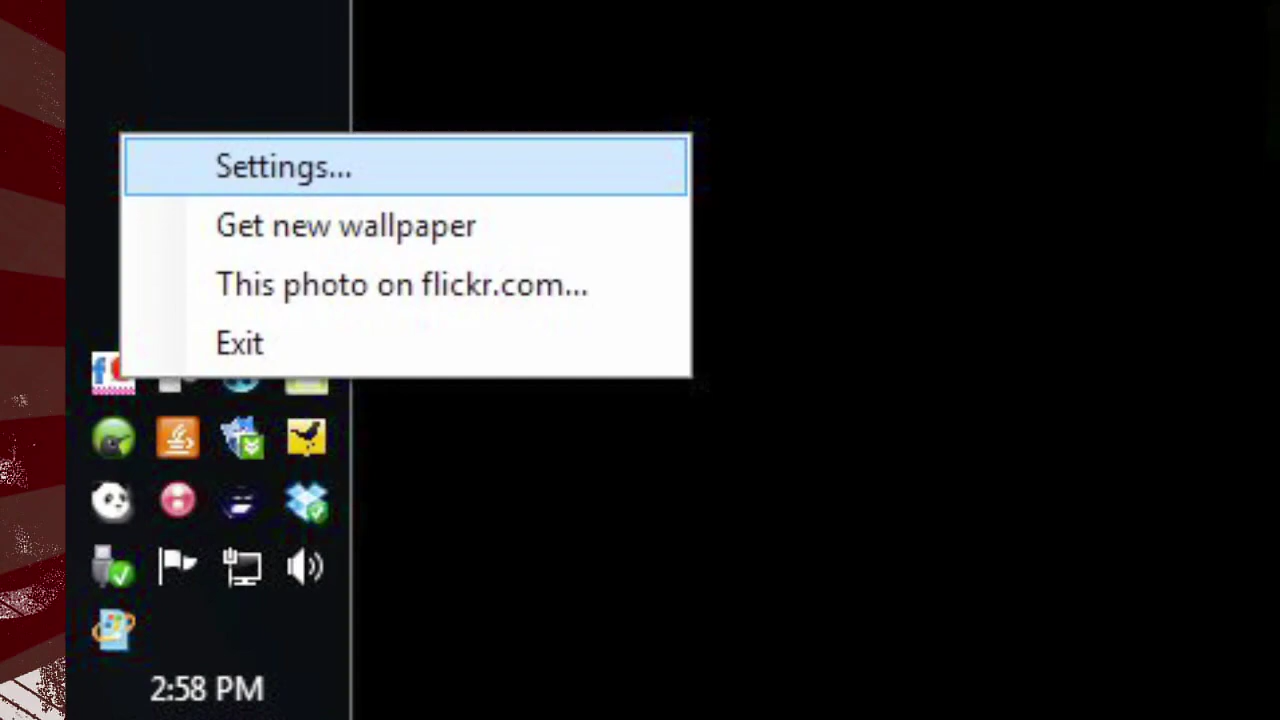 Settings...
Get new wallpaper
This photo on flickr.com...
Exit
f
2:58 PM